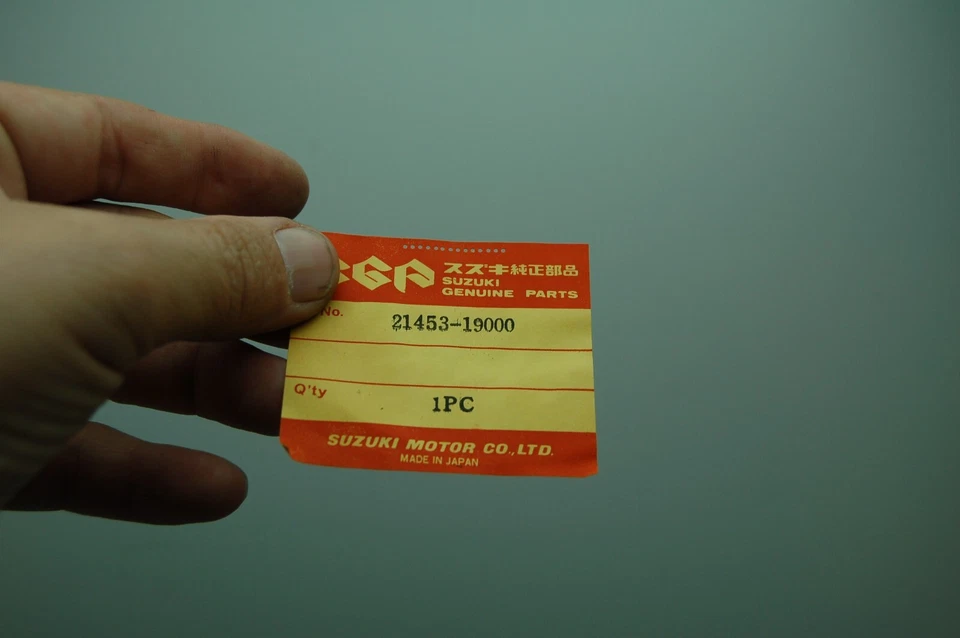 SGP スズキ純正部品
SUZUKI
GENUINE PARTS
No. 21453-19000
Q'ty 1PC
SUZUKI MOTOR CO.,LTD.
MADE IN JAPAN